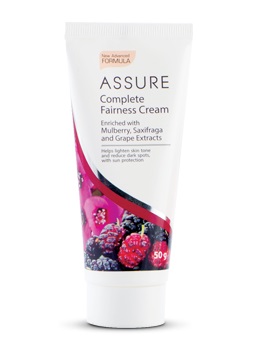 New Advanced
FORMULA
ASSURE
Complete
Fairness Cream
Enriched with
Mulberry, Saxifraga
and Grape Extracts
Helps lighten skin tone
and reduce dark spots,
with sun protection
50 g